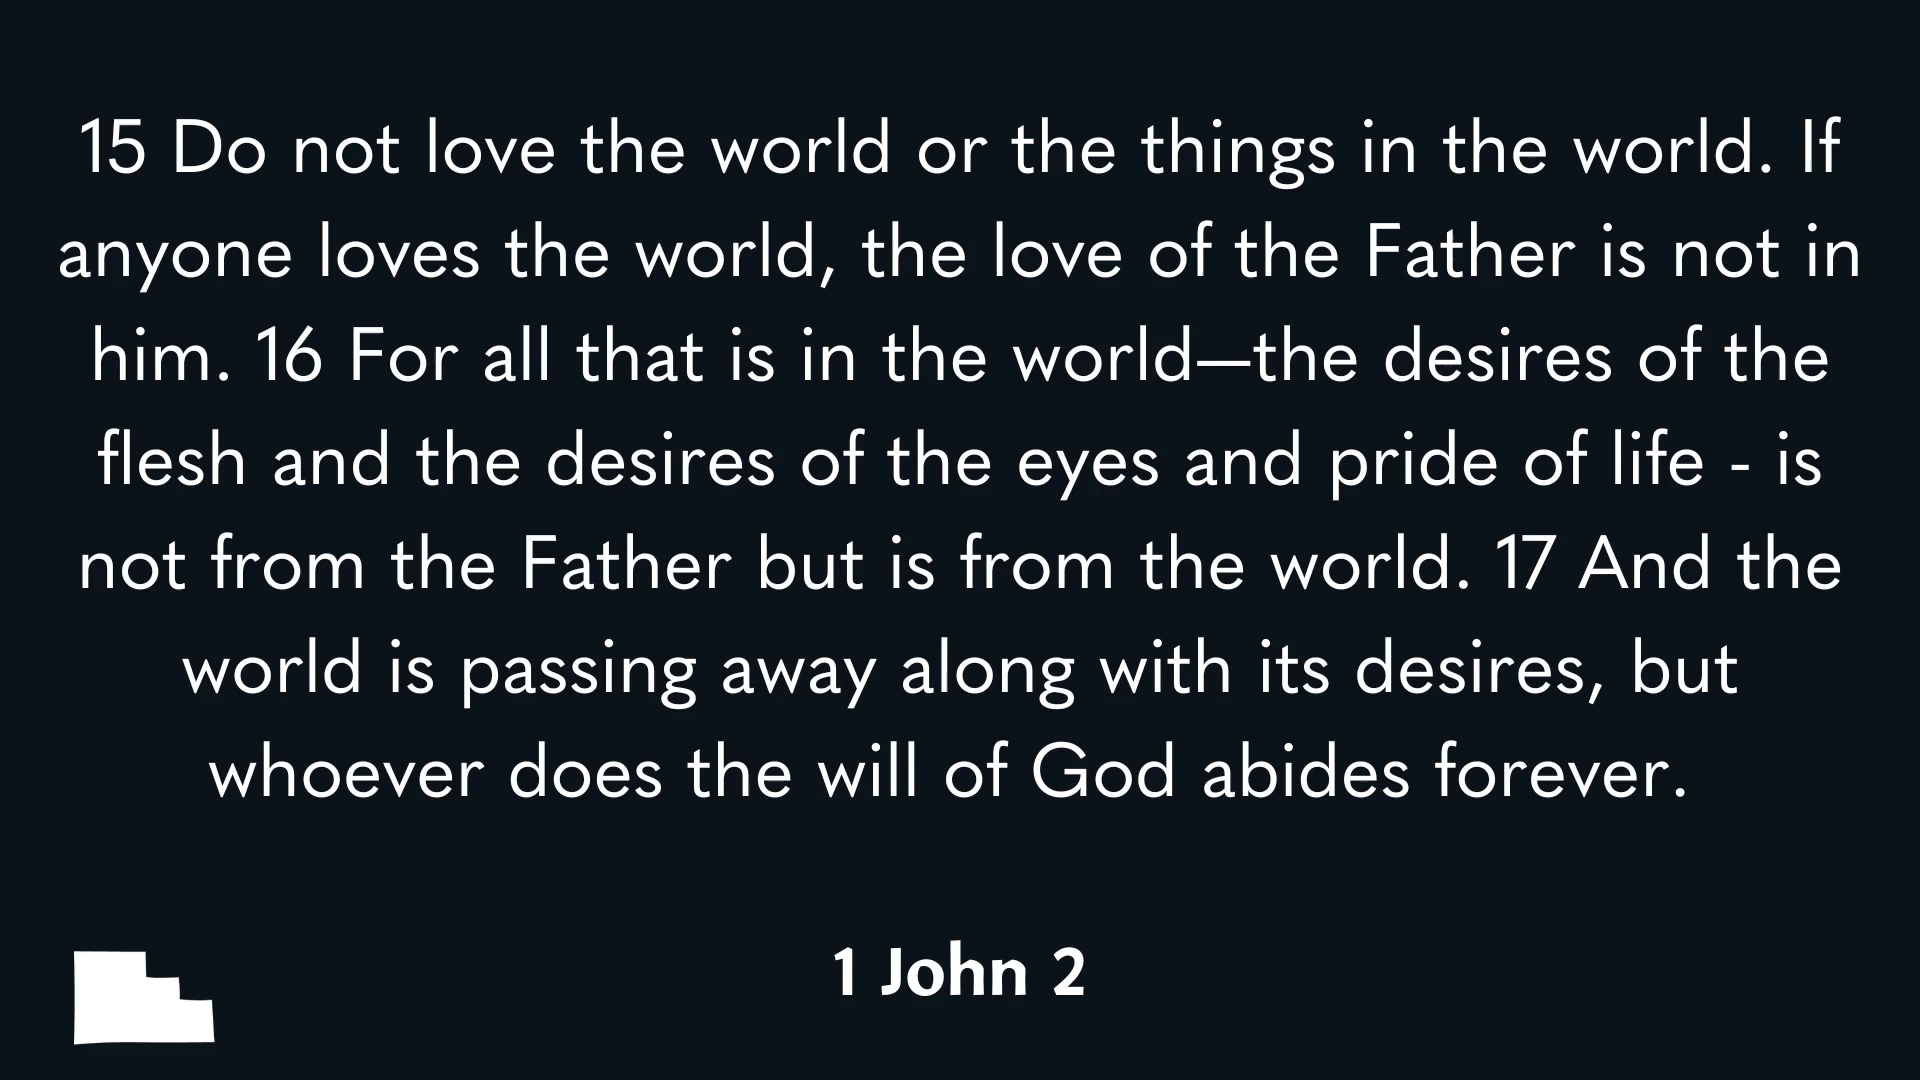 15 Do not love the world or the things in the world. If
anyone loves the world, the love of the Father is not in
him. 16 For all that is in the world—the desires of the
flesh and the desires of the eyes and pride of life - is
not from the Father but is from the world. 17 And the
world is passing away along with its desires, but
whoever does the will of God abides forever.
1 John 2